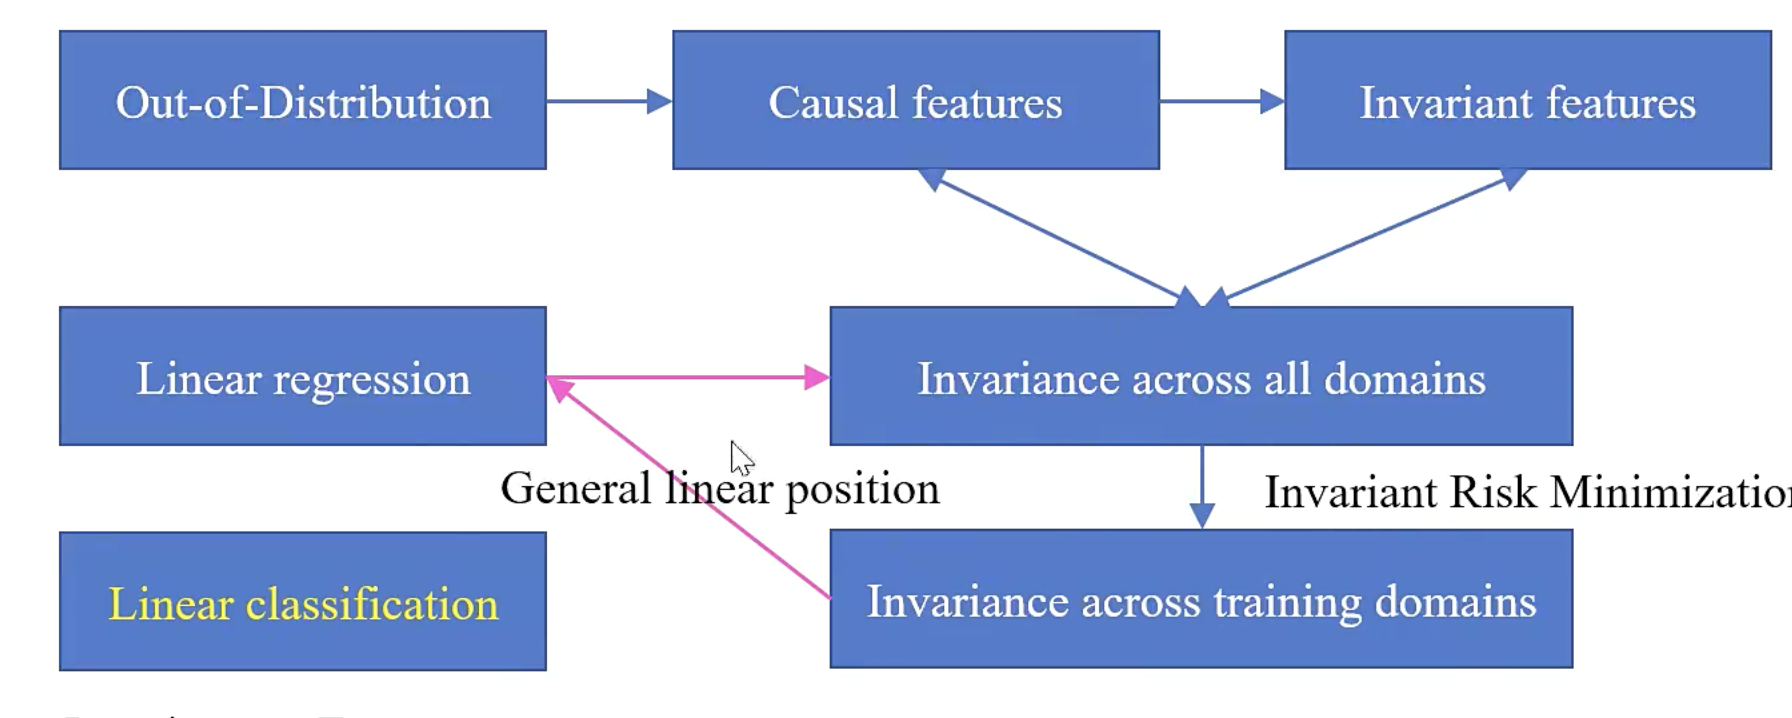 Out-of-Distribution
Causal features
Invariant features
Linear regression
Invariance across all domains
General linear position
Invariant Risk Minimizatio
Linear classification
Invariance across training domains